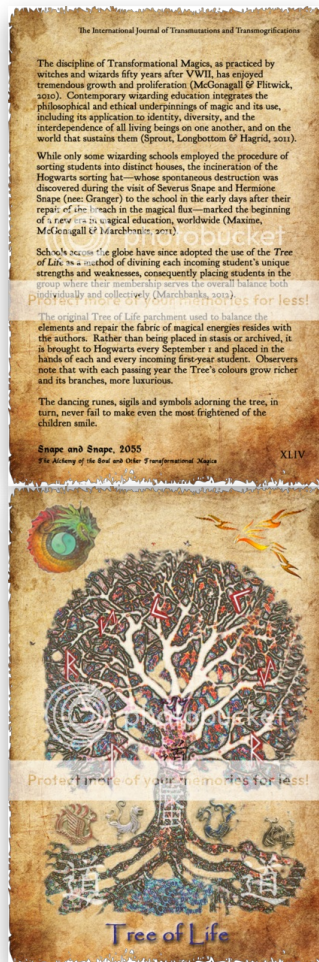 The International Journal of Transmutations and Transmogrifications
The discipline of Transformational Magics, as practiced by
witches and wizards fifty years after VWII, has enjoyed
tremendous growth and proliferation (McGonagall & Flitwick,
2010). Contemporary wizarding education integrates the
philosophical and ethical underpinnings of magic and its use,
including its application to identity, diversity, and the
interdependence of all living beings on one another, and on the
world that sustains them (Sprout, Longbottom & Hagrid, 2011).
While only some wizarding schools employed the procedure of
sorting students into distinct houses, the incineration of the
Hogwarts sorting hat—whose spontaneous destruction was
discovered during the visit of Severus Snape and Hermione
Snape (nee: Granger) to the school in the early days after their
repair of the breach in the magical flux—marked the beginning
of a new era in magical education, worldwide (Maxime,
McGonagall & Marchbanks, 2011).
Schools across the globe have since adopted the use of the Tree
of Life as a method of divining each incoming student's unique
strengths and weaknesses, consequently placing students in the
group where their membership serves the overall balance both
individually and collectively (Marchbanks, 2012).
Protect more of your memories for less!
The original Tree of Life parchment used to balance the
elements and repair the fabric of magical energies resides with
the authors. Rather than being placed in stasis or archived, it
is brought to Hogwarts every September 1 and placed in the
hands of each and every incoming first-year student. Observers
note that with each passing year the Tree's colours grow richer
and its branches, more luxurious.
The dancing runes, sigils and symbols adorning the tree, in
turn, never fail to make even the most frightened of the
children smile.
Snape and Snape, 2055
The Alchemy of the Soul and Other Transformational Magics
XLIV
photobucket
Protect more of your memories for less!
道 道
Tree of Life